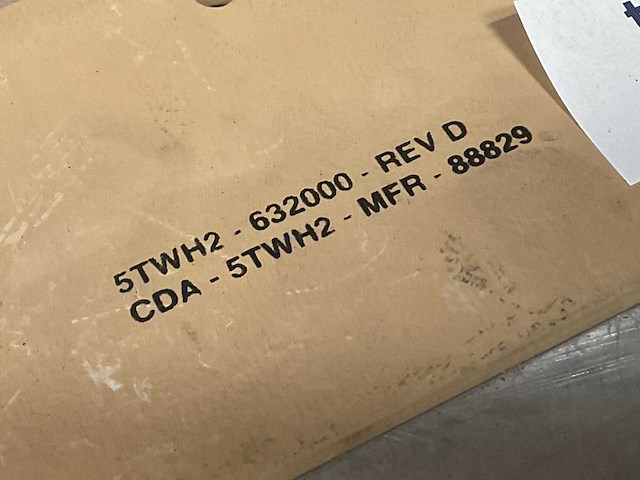 5TWH2 - 632000 - REV D
CDA - 5TWH2 - MFR - 88829